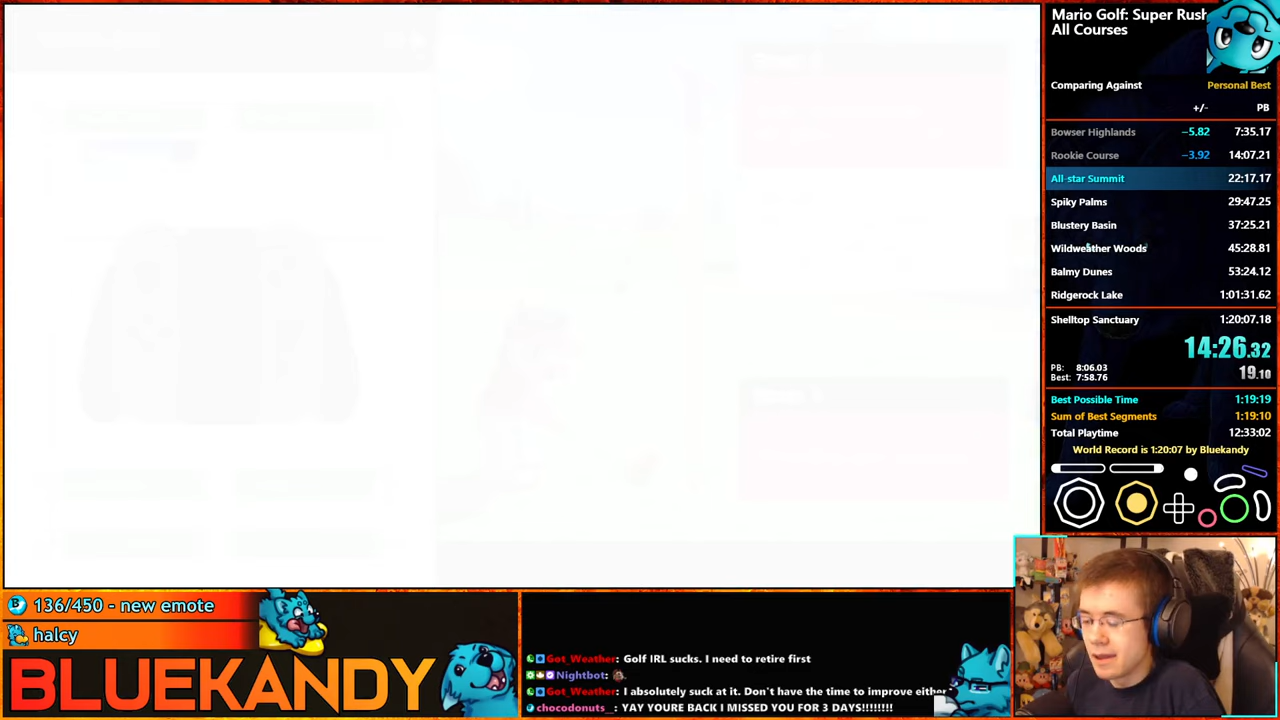 Mario Golf: Super Rush
All Courses
Comparing Against Personal Best
+/- PB
Bowser Highlands -5.82 7:35.17
Rookie Course -3.92 14:07.21
All-star Summit 22:17.17
Spiky Palms 29:47.25
Blustery Basin 37:25.21
Wildweather Woods 45:28.81
Balmy Dunes 53:24.12
Ridgerock Lake 1:01:31.62
Shelltop Sanctuary 1:20:07.18
14:26.32
PB: 8:06.03
Best: 7:58.76
19.10
Best Possible Time 1:19:19
Sum of Best Segments 1:19:10
Total Playtime 12:33:02
World Record is 1:20:07 by Bluekandy
136/450 - new emote
halcy
BLUEKANDY
Got_Weather: Golf IRL sucks. I need to retire first
Nightbot:
Got_Weather: I absolutely suck at it. Don't have the time to improve either
chocodonuts__: YAY YOURE BACK I MISSED YOU FOR 3 DAYS!!!!!!!!